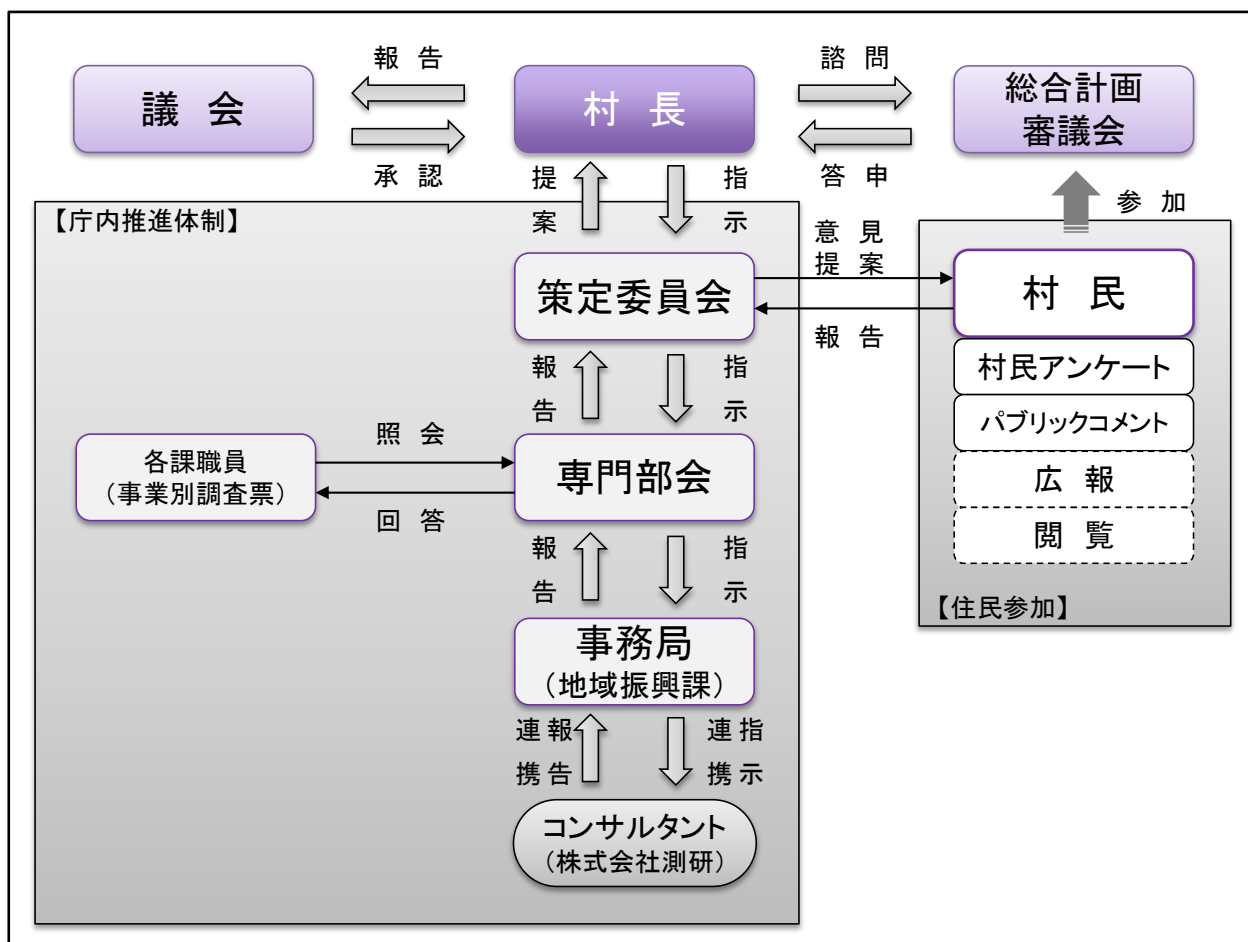 報 告
諮 問
議 会
村 長
総合計画
審議会
承 認
答 申
提案
指示
参 加
【庁内推進体制】
意 見
提 案
策定委員会
村 民
報 告
村民アンケート
報告
指示
パブリックコメント
照 会
各課職員
（事業別調査票）
専門部会
広 報
回 答
閲 覧
報告
指示
【住民参加】
事務局
（地域振興課）
連携
報告
連携
指示
コンサルタント
（株式会社測研）